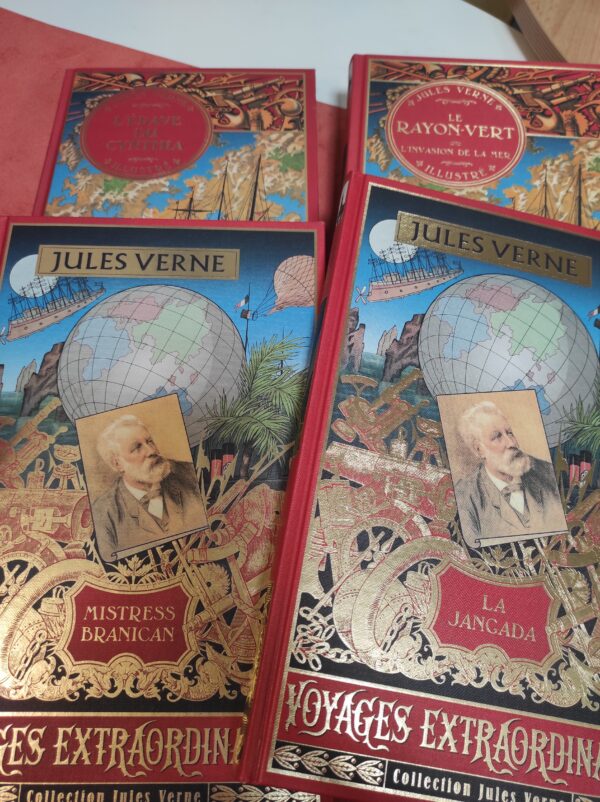 L'ÉPAVE
DU
CYNTHIA
ILLUSTRÉ
JULES VERNE
LE
RAYON-VERT
L'INVASION DE LA MER
ILLUSTRÉ
JULES VERNE
MISTRESS
BRANICAN
GES EXTRAORDINA
Collection Jules Verne
JULES VERNE
LA
JANGADA
VOYAGES EXTRAORDINA
Collection Jules Verne